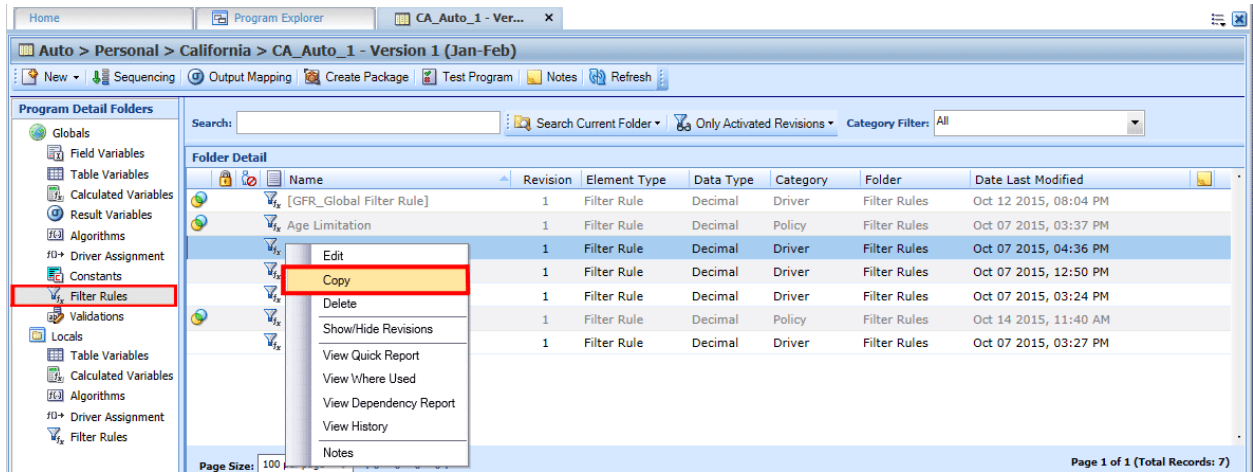 Home
Program Explorer
CA_Auto_1 - Ver...
Auto > Personal > California > CA_Auto_1 - Version 1 (Jan-Feb)
New Sequencing Output Mapping Create Package Test Program Notes Refresh
Program Detail Folders
Globals
Field Variables
Table Variables
Calculated Variables
Result Variables
Algorithms
Driver Assignment
Constants
Filter Rules
Validations
Locals
Table Variables
Calculated Variables
Algorithms
Driver Assignment
Filter Rules
Search: Search Current Folder Only Activated Revisions Category Filter: All
Folder Detail
Name Revision Element Type Data Type Category Folder Date Last Modified
[GFR_Global Filter Rule] 1 Filter Rule Decimal Driver Filter Rules Oct 12 2015, 08:04 PM
Age Limitation 1 Filter Rule Decimal Policy Filter Rules Oct 07 2015, 03:37 PM
1 Filter Rule Decimal Driver Filter Rules Oct 07 2015, 04:36 PM
1 Filter Rule Decimal Driver Filter Rules Oct 07 2015, 12:50 PM
1 Filter Rule Decimal Driver Filter Rules Oct 07 2015, 03:24 PM
1 Filter Rule Decimal Policy Filter Rules Oct 14 2015, 11:40 AM
1 Filter Rule Decimal Driver Filter Rules Oct 07 2015, 03:27 PM
Edit
Copy
Delete
Show/Hide Revisions
View Quick Report
View Where Used
View Dependency Report
View History
Notes
Page Size: 100
Page 1 of 1 (Total Records: 7)